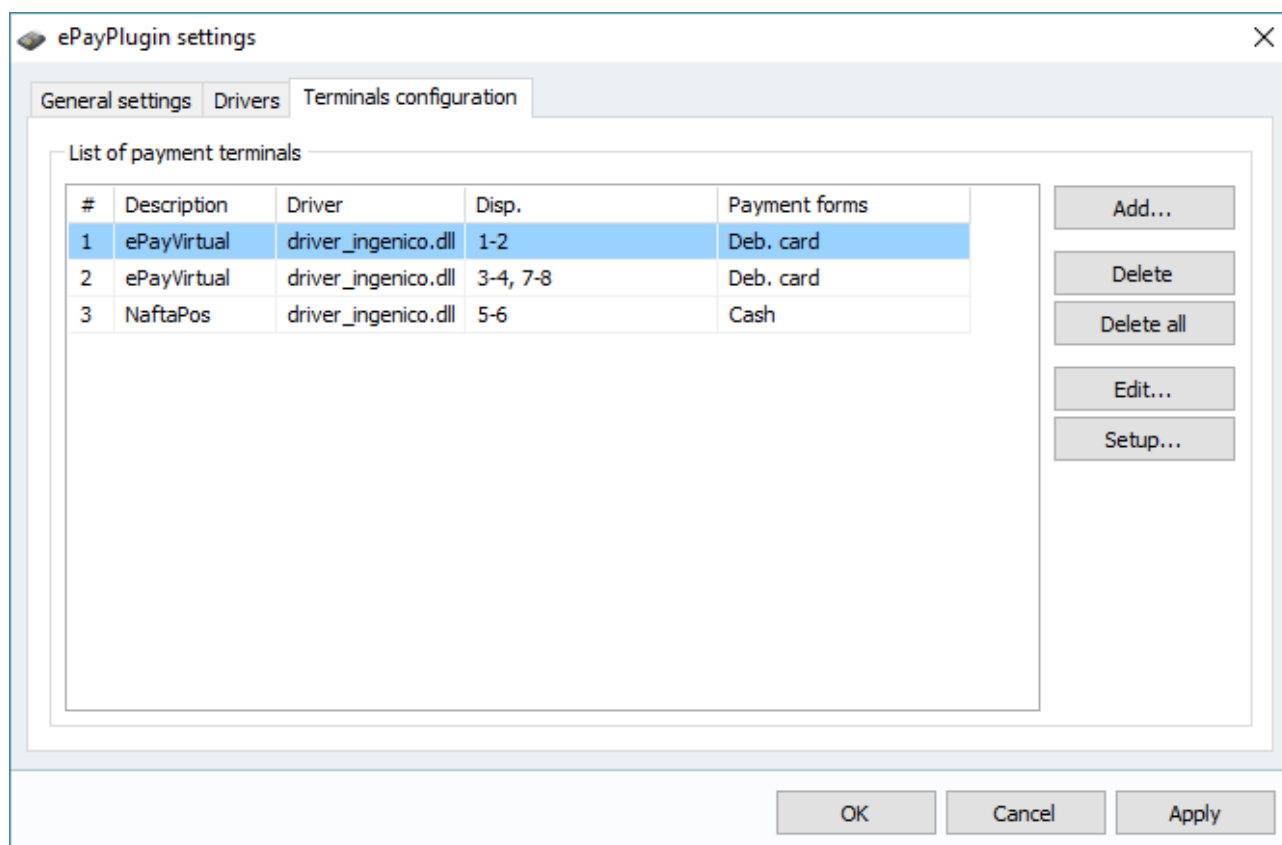 ePayPlugin settings
General settings Drivers Terminals configuration
List of payment terminals
# Description Driver Disp. Payment forms
1 ePayVirtual driver_ingenico.dll 1-2 Deb. card
2 ePayVirtual driver_ingenico.dll 3-4, 7-8 Deb. card
3 NaftaPos driver_ingenico.dll 5-6 Cash
Add...
Delete
Delete all
Edit...
Setup...
OK Cancel Apply